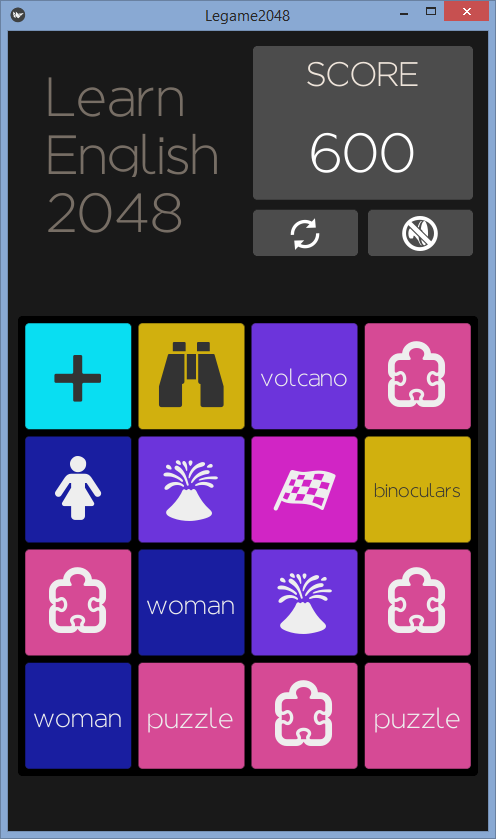 Legame2048
Learn
English
2048
SCORE
600
volcano
binoculars
woman
woman
puzzle
puzzle